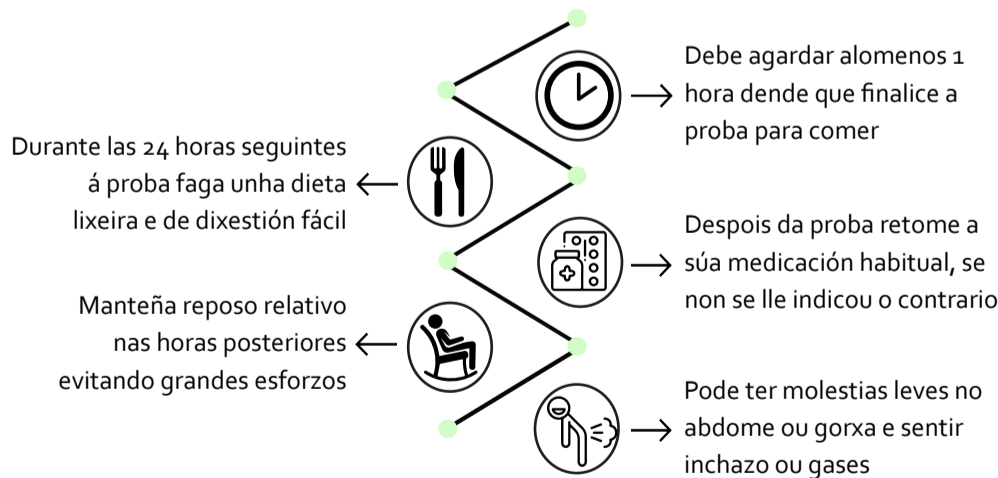 Debe agardar alomenos 1
hora dende que finalice a
proba para comer
Durante las 24 horas seguintes
á proba faga unha dieta
lixeira e de dixestión fácil
Despois da proba retome a
súa medicación habitual, se
non se lle indicou o contrario
Manteña reposo relativo
nas horas posteriores
evitando grandes esforzos
Pode ter molestias leves no
abdome ou gorxa e sentir
inchazo ou gases